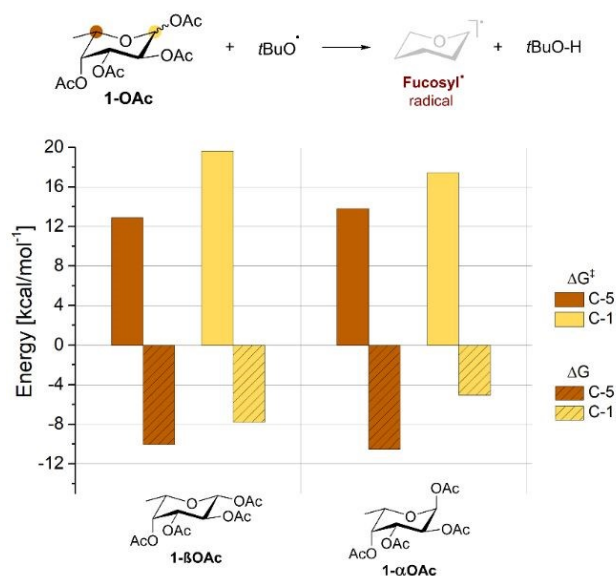 OAc
O
AcO
OAc
OAc
1-OAc
+
tBuO•
Fucosyl•
radical
+
tBuO-H
20
16
12
8
4
0
-4
-8
-12
Energy [kcal/mol⁻¹]
ΔG‡
C-5
C-1
ΔG
C-5
C-1
O
OAc
OAc
OAc
AcO
1-ßOAc
O
OAc
OAc
OAc
AcO
1-αOAc